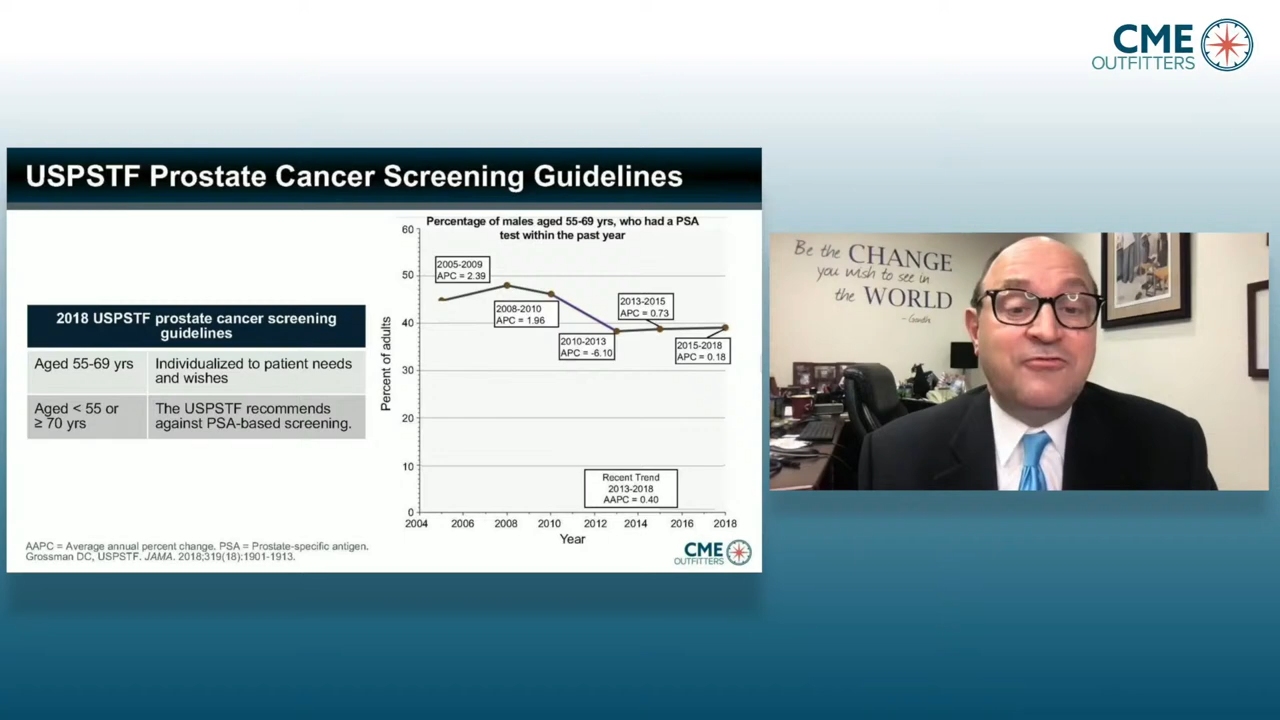 CME
OUTFITTERS
USPSTF Prostate Cancer Screening Guidelines
2018 USPSTF prostate cancer screening
guidelines
Aged 55-69 yrs
Individualized to patient needs
and wishes
Aged < 55 or
≥ 70 yrs
The USPSTF recommends
against PSA-based screening.
Percentage of males aged 55-69 yrs, who had a PSA
test within the past year
Percent of adults
60
50
40
30
20
10
0
2005-2009
APC = 2.39
2008-2010
APC = 1.96
2010-2013
APC = -6.10
2013-2015
APC = 0.73
2015-2018
APC = 0.18
Recent Trend
2013-2018
AAPC = 0.40
2004 2006 2008 2010 2012 2014 2016 2018
Year
AAPC = Average annual percent change. PSA = Prostate-specific antigen.
Grossman DC, USPSTF. JAMA. 2018;319(18):1901-1913.
CME
OUTFITTERS
Be the CHANGE
you wish to see in
the WORLD
- Gandhi